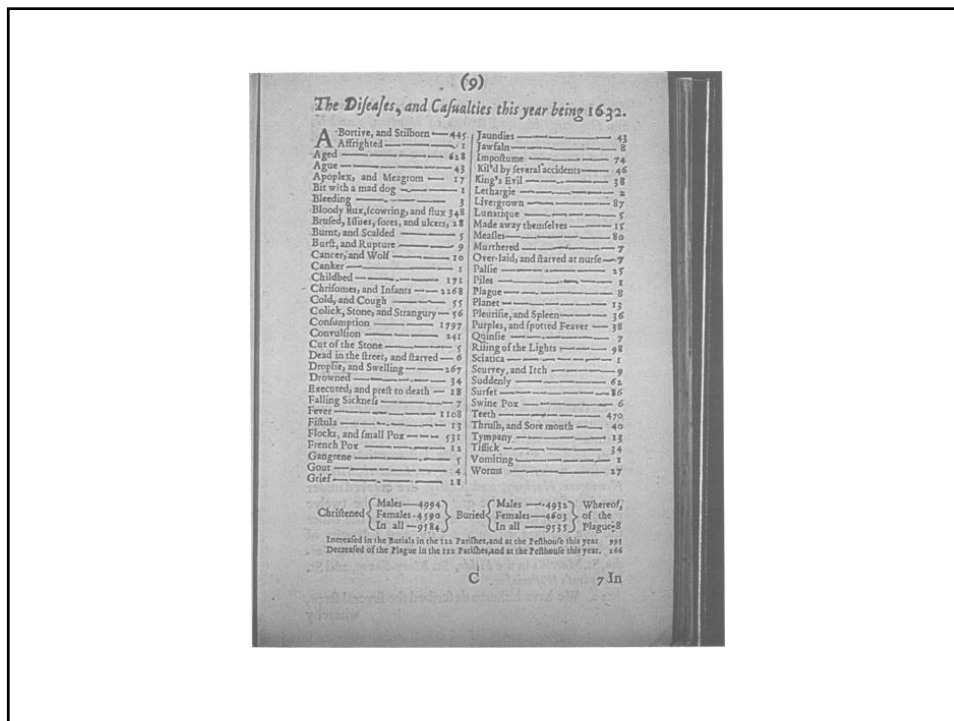 (9)
The Diſeaſes, and Caſualties this year being 1632.
ABortive, and Stilborn — 445
Affrighted — 1
Aged — 628
Ague — 43
Apoplex, and Meagrom — 17
Bit with a mad dog — 1
Bleeding — 3
Bloody flux, ſcowring, and flux 348
Bruſed, Iſſues, ſores, and ulcers, 28
Burnt, and Scalded — 5
Burſt, and Rupture — 9
Cancer, and Wolf — 10
Canker — 1
Childbed — 171
Chriſomes, and Infants — 2268
Cold, and Cough — 55
Colick, Stone, and Strangury — 56
Conſumption — 1797
Convulſion — 241
Cut of the Stone — 5
Dead in the ſtreet, and ſtarved — 6
Dropſie, and Swelling — 267
Drowned — 34
Executed, and preſt to death — 18
Falling Sickneſs — 7
Fever — 1108
Fiſtula — 13
Flocks, and ſmall Pox — 531
French Pox — 12
Gangrene — 5
Gout — 4
Grief — 11
Jaundies — 43
Jawfaln — 8
Impoſtume — 74
Kil'd by ſeveral accidents — 46
King's Evil — 38
Lethargie — 2
Livergrown — 87
Lunatique — 5
Made away themſelves — 15
Meaſles — 80
Murthered — 7
Over-laid, and ſtarved at nurſe — 7
Palſie — 25
Piles — 1
Plague — 8
Planet — 13
Pleuriſie, and Spleen — 36
Purples, and ſpotted Feaver — 38
Quinſie — 7
Riſing of the Lights — 98
Sciatica — 1
Scurvey, and Itch — 9
Suddenly — 62
Surfet — 86
Swine Pox — 6
Teeth — 470
Thruſh, and Sore mouth — 40
Tympany — 13
Tiſſick — 34
Vomiting — 1
Worms — 27
Chriſtened { Males — 4994
Females - 4590
In all — 9584 }
Buried { Males — 4932
Females — 4603
In all — 9535 }
Whereof,
of the
Plague - 8
Increaſed in the Burials in the 122 Pariſhes, and at the Peſthouſe this year 993
Decreaſed of the Plague in the 122 Pariſhes, and at the Peſthouſe this year. 266
C 7 In